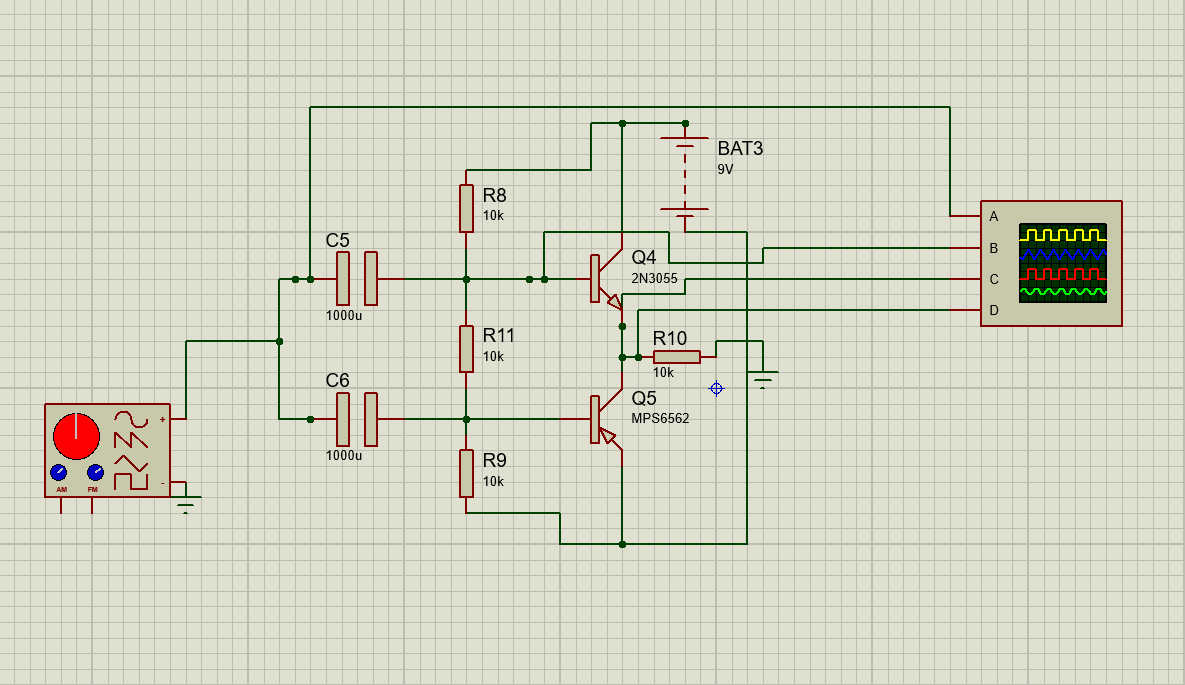 BAT3
9V
R8
10k
A
C5
B
Q4
2N3055
C
1000u
D
R11
10k
R10
10k
C6
Q5
MPS6562
+
1000u
R9
10k
-
AM FM